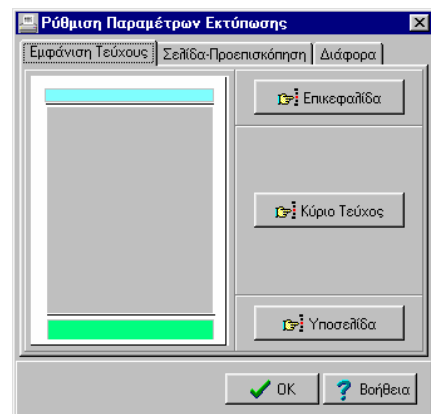 Ρύθμιση Παραμέτρων Εκτύπωσης
Εμφάνιση Τεύχους Σελίδα-Προεπισκόπηση Διάφορα
Επικεφαλίδα
Κύριο Τεύχος
Υποσελίδα
OK Βοήθεια